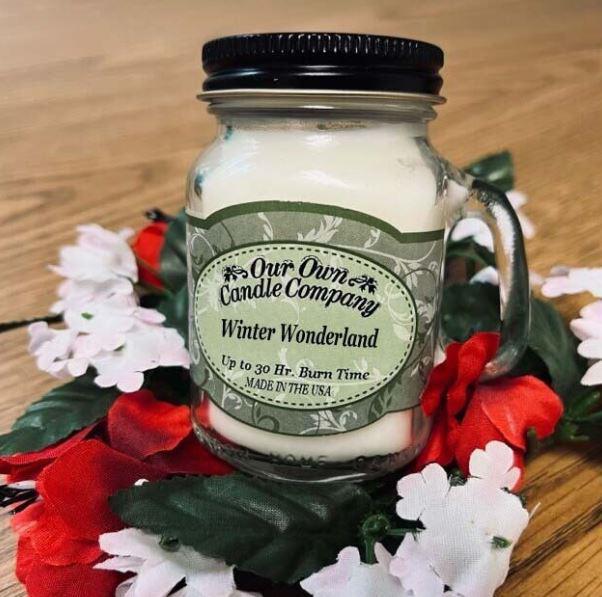 Our Own
Candle Company
Winter Wonderland
Up to 30 Hr. Burn Time
MADE IN THE USA